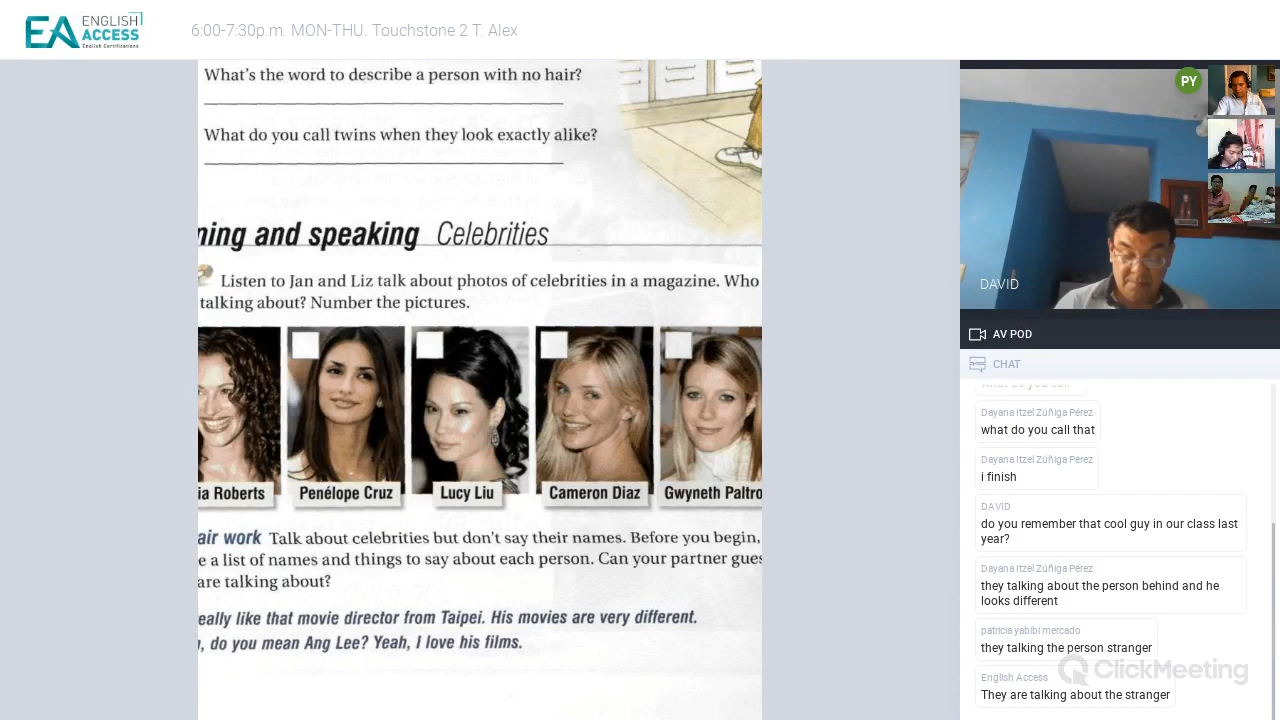 ENGLISH
ACCESS
English Certifications
6:00-7:30p.m. MON-THU. Touchstone 2 T. Alex
What's the word to describe a person with no hair?
What do you call twins when they look exactly alike?
ning and speaking Celebrities
Listen to Jan and Liz talk about photos of celebrities in a magazine. Who
talking about? Number the pictures.
ia Roberts
Penélope Cruz
Lucy Liu
Cameron Diaz
Gwyneth Paltro
air work Talk about celebrities but don't say their names. Before you begin,
e a list of names and things to say about each person. Can your partner gues
are talking about?
eally like that movie director from Taipei. His movies are very different.
, do you mean Ang Lee? Yeah, I love his films.
PY
DAVID
AV POD
CHAT
what do you call
Dayana Itzel Zúñiga Pérez
what do you call that
Dayana Itzel Zúñiga Pérez
i finish
DAVID
do you remember that cool guy in our class last
year?
Dayana Itzel Zúñiga Pérez
they talking about the person behind and he
looks different
patricia yabibi mercado
they talking the person stranger
English Access
They are talking about the stranger
ClickMeeting